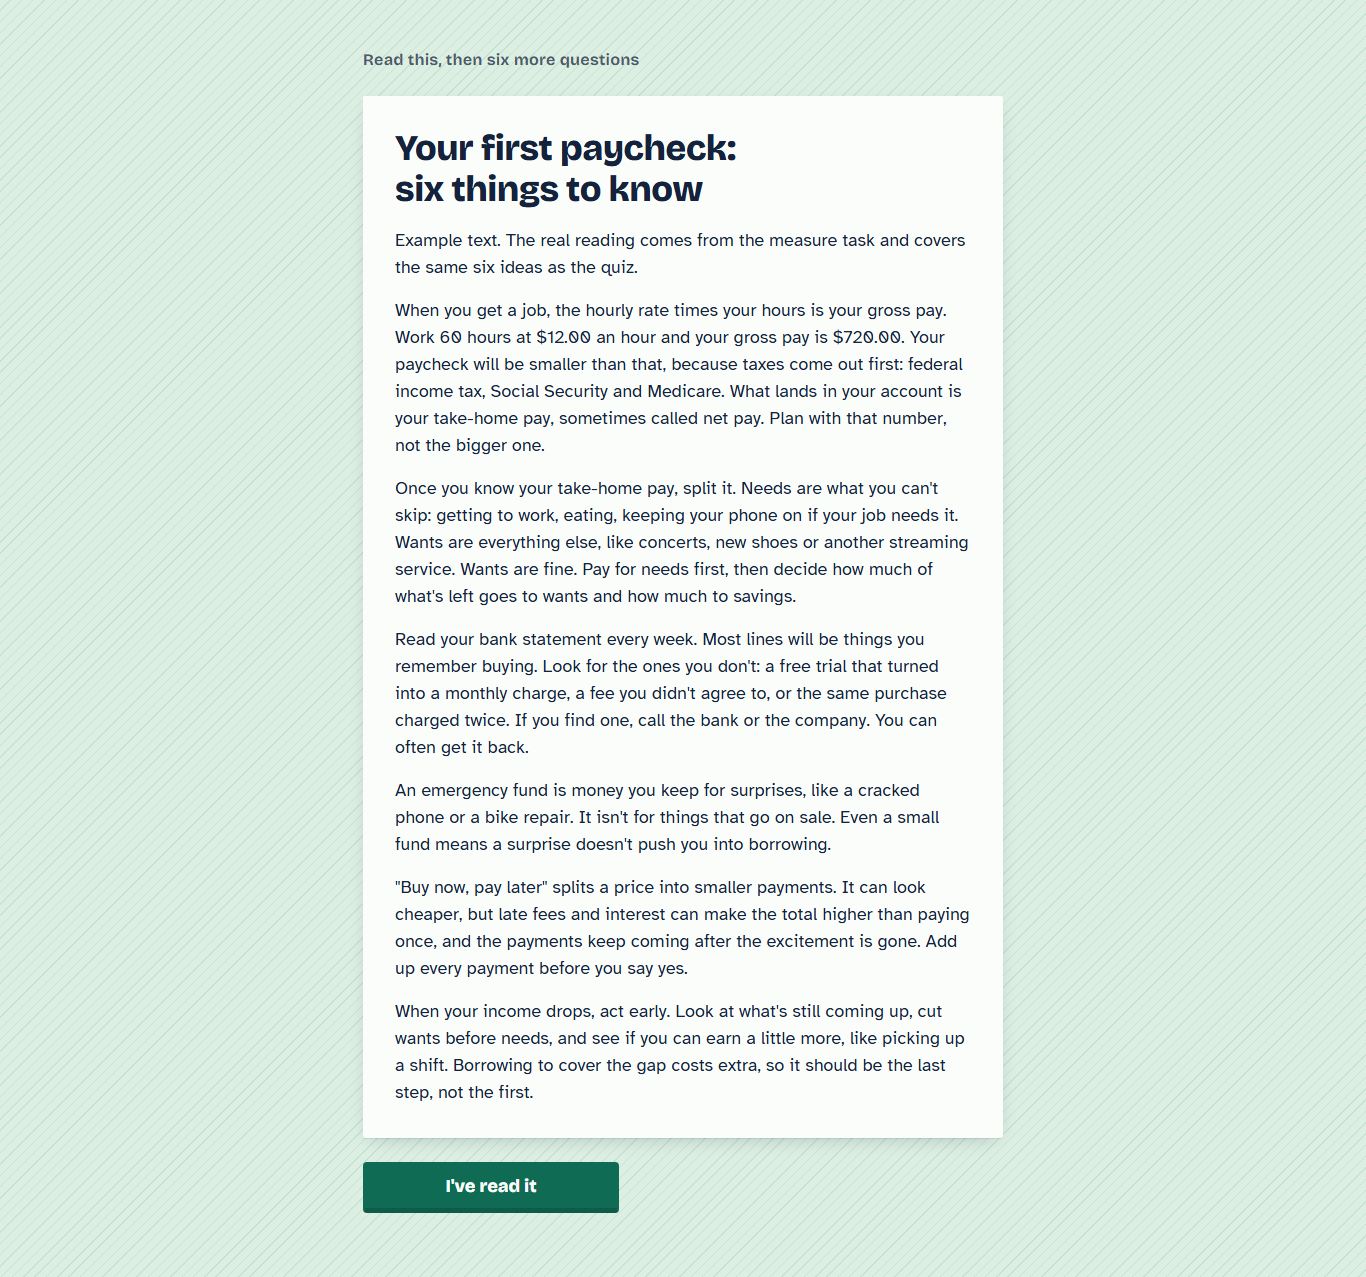 Read this, then six more questions
Your first paycheck:
six things to know
Example text. The real reading comes from the measure task and covers
the same six ideas as the quiz.
When you get a job, the hourly rate times your hours is your gross pay.
Work 60 hours at $12.00 an hour and your gross pay is $720.00. Your
paycheck will be smaller than that, because taxes come out first: federal
income tax, Social Security and Medicare. What lands in your account is
your take-home pay, sometimes called net pay. Plan with that number,
not the bigger one.
Once you know your take-home pay, split it. Needs are what you can't
skip: getting to work, eating, keeping your phone on if your job needs it.
Wants are everything else, like concerts, new shoes or another streaming
service. Wants are fine. Pay for needs first, then decide how much of
what's left goes to wants and how much to savings.
Read your bank statement every week. Most lines will be things you
remember buying. Look for the ones you don't: a free trial that turned
into a monthly charge, a fee you didn't agree to, or the same purchase
charged twice. If you find one, call the bank or the company. You can
often get it back.
An emergency fund is money you keep for surprises, like a cracked
phone or a bike repair. It isn't for things that go on sale. Even a small
fund means a surprise doesn't push you into borrowing.
"Buy now, pay later" splits a price into smaller payments. It can look
cheaper, but late fees and interest can make the total higher than paying
once, and the payments keep coming after the excitement is gone. Add
up every payment before you say yes.
When your income drops, act early. Look at what's still coming up, cut
wants before needs, and see if you can earn a little more, like picking up
a shift. Borrowing to cover the gap costs extra, so it should be the last
step, not the first.
I've read it